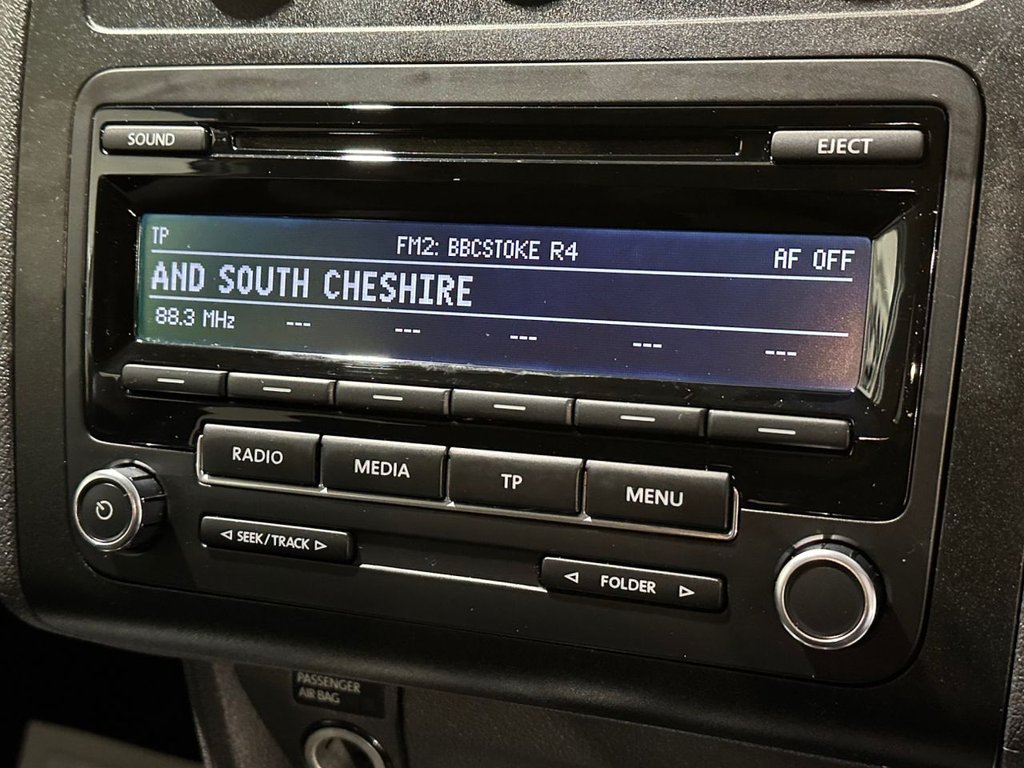 SOUND
EJECT
TP
FM2: BBCSTOKE R4
AF OFF
AND SOUTH CHESHIRE
88.3 MHz --- --- --- --- ---
RADIO
MEDIA
TP
MENU
SEEK/TRACK
FOLDER
PASSENGER
AIR BAG